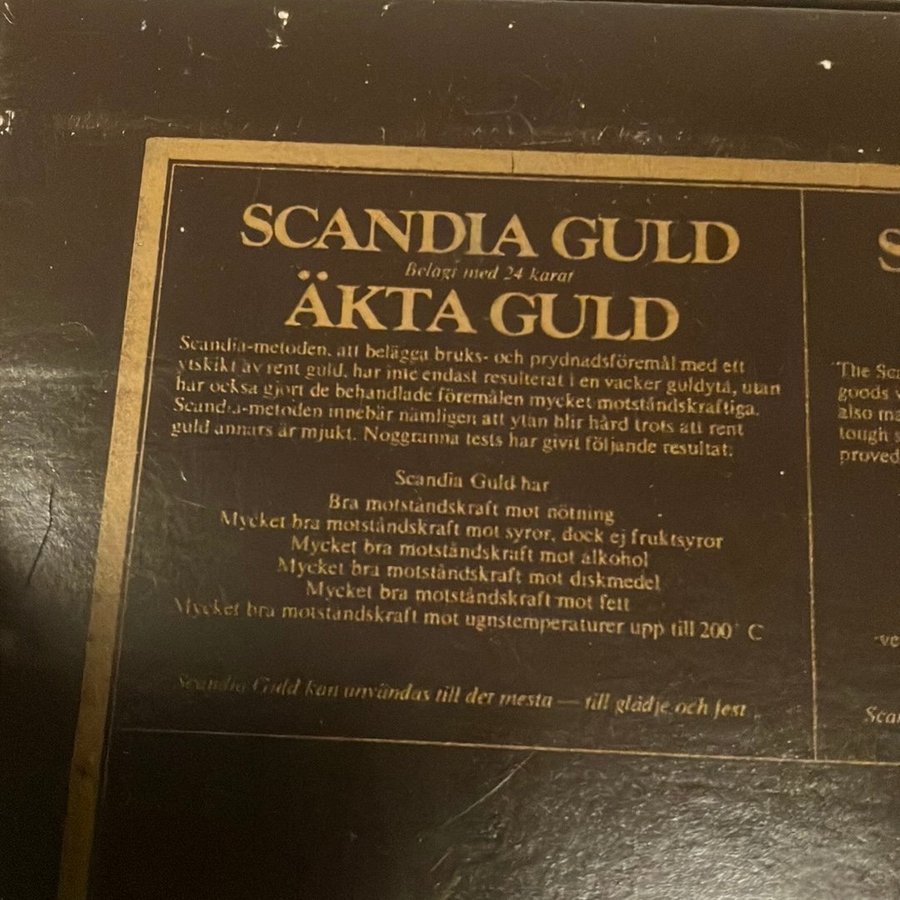 SCANDIA GULD
Belagt med 24 karat
ÄKTA GULD
Scandia-metoden, att belägga bruks- och prydnadsföremål med ett
ytskikt av rent guld, har inte endast resulterat i en vacker guldyta, utan
har också gjort de behandlade föremålen mycket motståndskraftiga.
Scandia-metoden innebär nämligen att ytan blir hård trots att rent
guld annars är mjukt. Noggranna tests har givit följande resultat:
Scandia Guld har
Bra motståndskraft mot nötning
Mycket bra motståndskraft mot syror, dock ej fruktsyror
Mycket bra motståndskraft mot alkohol
Mycket bra motståndskraft mot diskmedel
Mycket bra motståndskraft mot fett
Mycket bra motståndskraft mot ugnstemperaturer upp till 200° C
Scandia Guld kan användas till det mesta — till glädje och fest
S
The Sca
goods
also ma
tough s
proved
ve
Scan